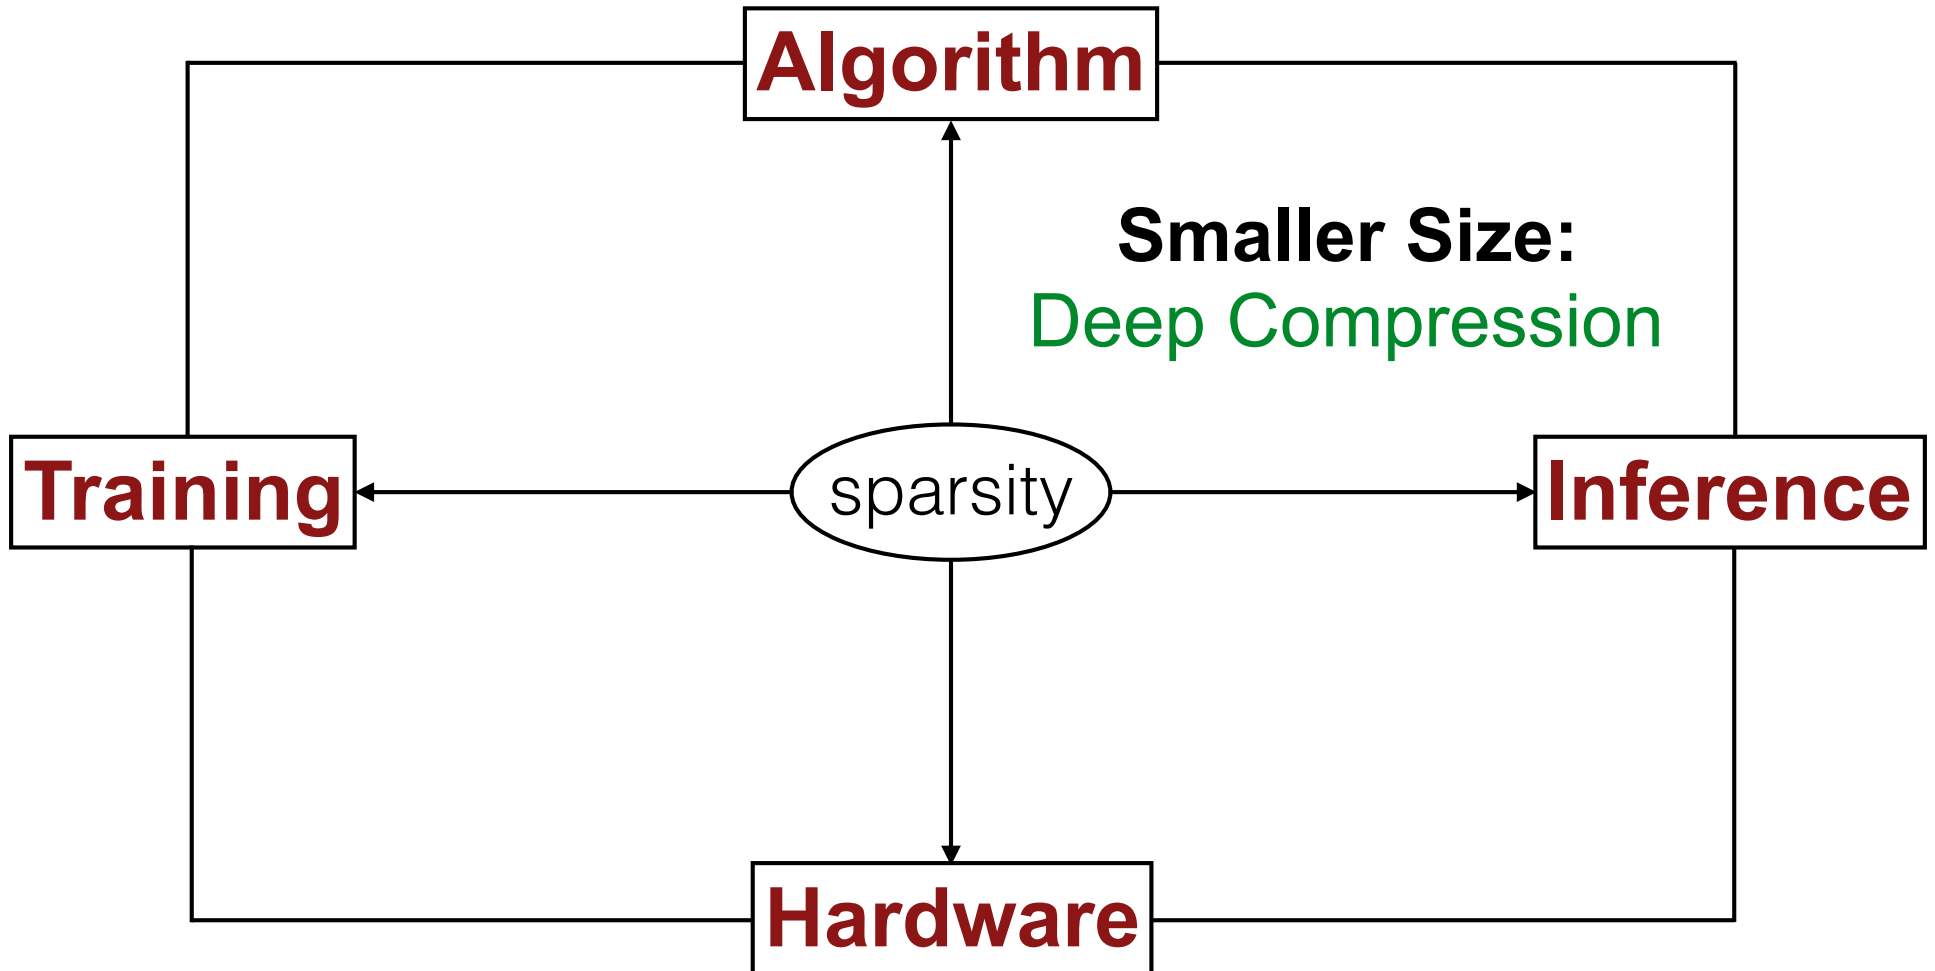 Algorithm
Smaller Size:
Deep Compression
Training
sparsity
Inference
Hardware